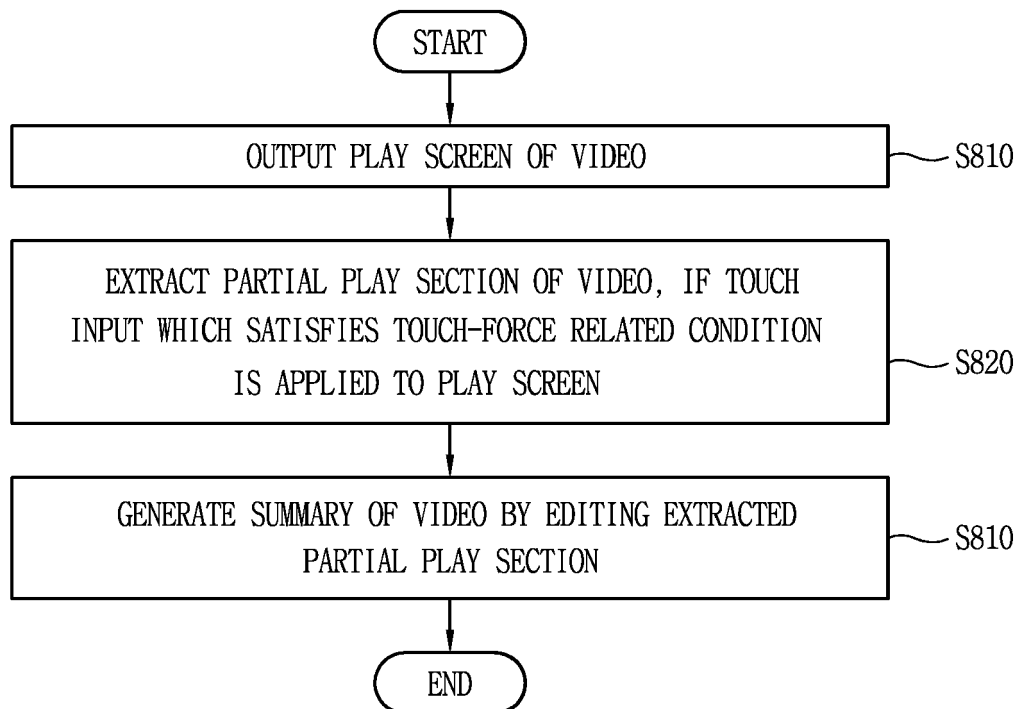 START
OUTPUT PLAY SCREEN OF VIDEO
S810
EXTRACT PARTIAL PLAY SECTION OF VIDEO, IF TOUCH
INPUT WHICH SATISFIES TOUCH-FORCE RELATED CONDITION
IS APPLIED TO PLAY SCREEN
S820
GENERATE SUMMARY OF VIDEO BY EDITING EXTRACTED
PARTIAL PLAY SECTION
S810
END